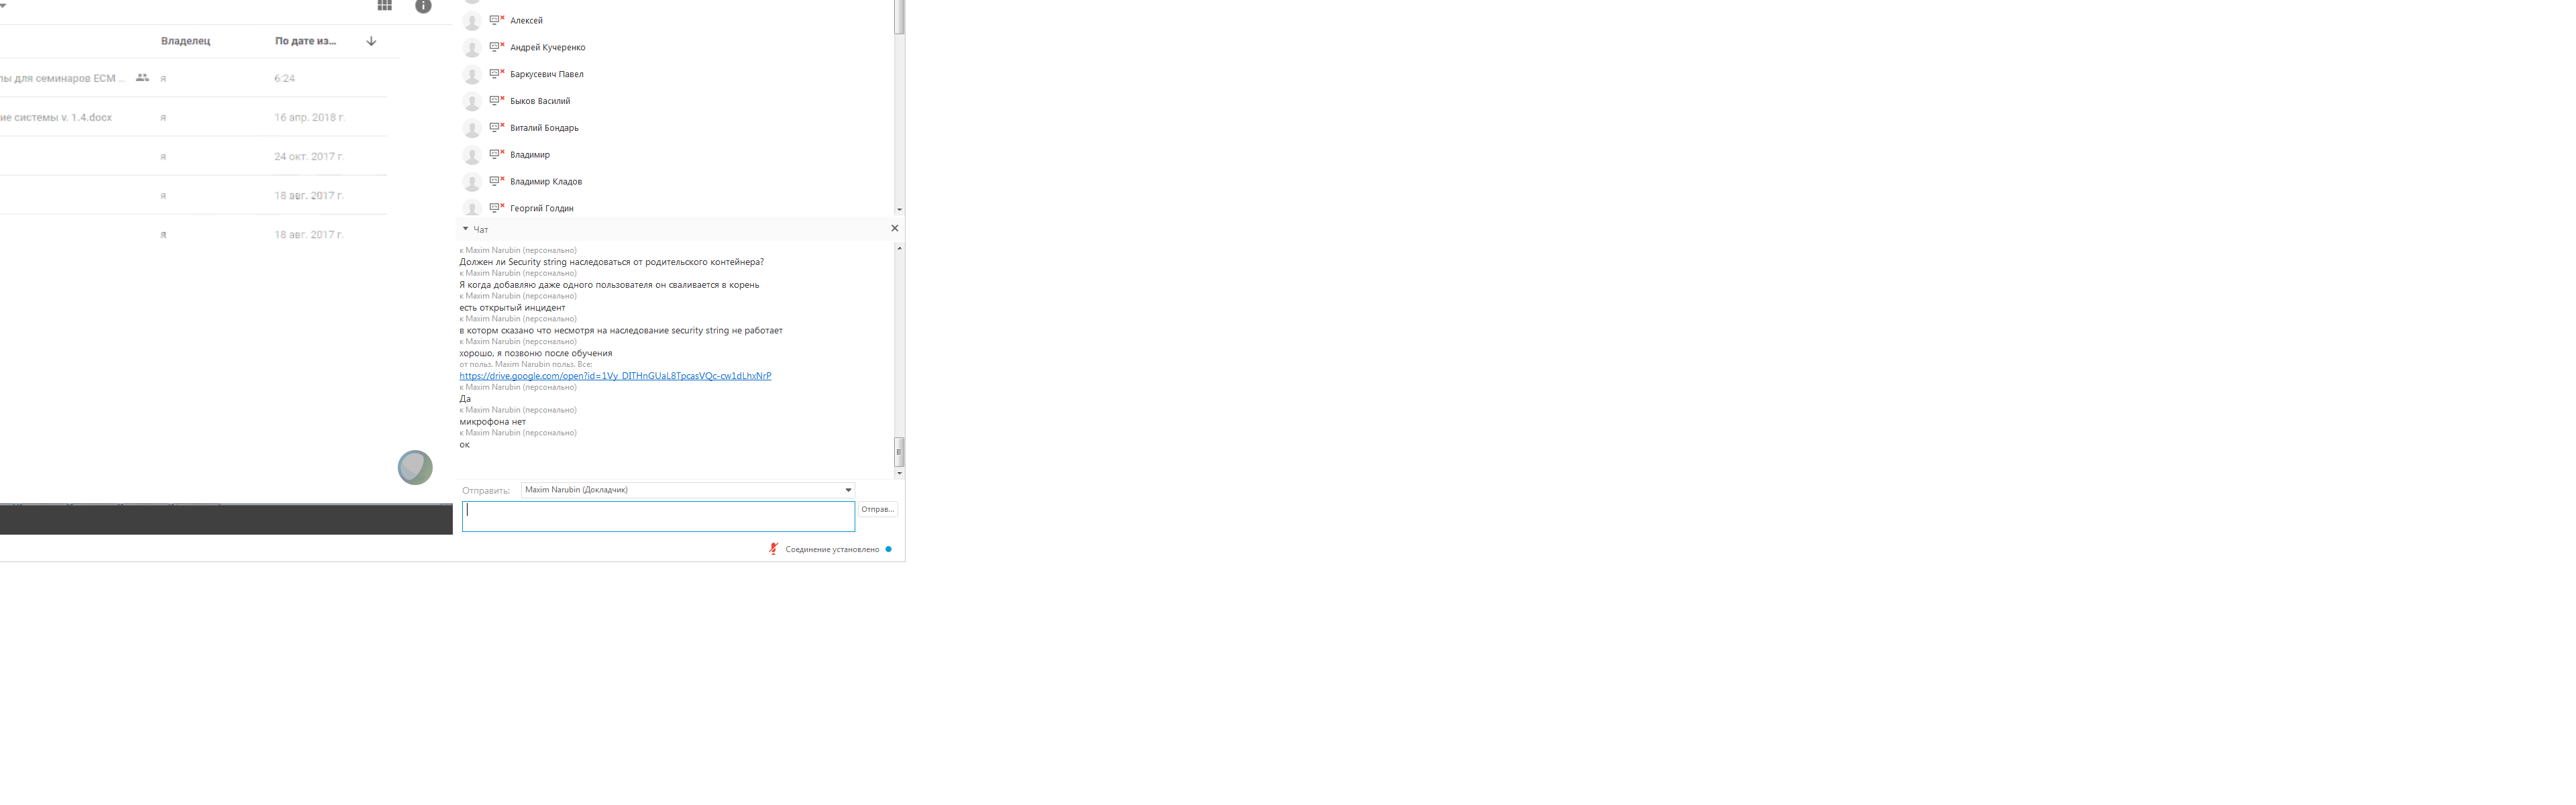 Владелец
По дате из...
лы для семинаров ECM ...
я
6:24
ие системы v. 1.4.docx
я
16 апр. 2018 г.
я
24 окт. 2017 г.
я
18 авг. 2017 г.
я
18 авг. 2017 г.
Алексей
Андрей Кучеренко
Баркусевич Павел
Быков Василий
Виталий Бондарь
Владимир
Владимир Кладов
Георгий Голдин
Чат
к Maxim Narubin (персонально)
Должен ли Security string наследоваться от родительского контейнера?
к Maxim Narubin (персонально)
Я когда добавляю даже одного пользователя он сваливается в корень
к Maxim Narubin (персонально)
есть открытый инцидент
к Maxim Narubin (персонально)
в которм сказано что несмотря на наследование security string не работает
к Maxim Narubin (персонально)
хорошо, я позвоню после обучения
от польз. Maxim Narubin польз. Все:
https://drive.google.com/open?id=1Vy_DITHnGUaL8TpcasVQc-cw1dLhxNrP
к Maxim Narubin (персонально)
Да
к Maxim Narubin (персонально)
микрофона нет
к Maxim Narubin (персонально)
ок
Отправить:
Maxim Narubin (Докладчик)
Отправ...
Соединение установлено